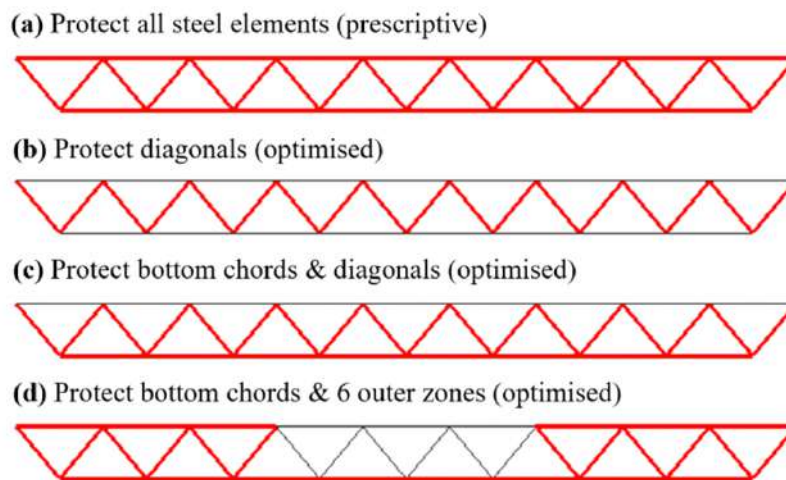 (a) Protect all steel elements (prescriptive)
(b) Protect diagonals (optimised)
(c) Protect bottom chords & diagonals (optimised)
(d) Protect bottom chords & 6 outer zones (optimised)